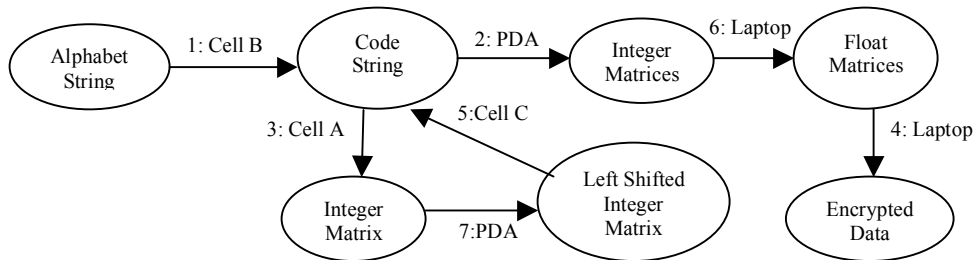 Alphabet
String
1: Cell B
Code
String
2: PDA
Integer
Matrices
6: Laptop
Float
Matrices
3: Cell A
5:Cell C
4: Laptop
Integer
Matrix
7:PDA
Left Shifted
Integer
Matrix
Encrypted
Data